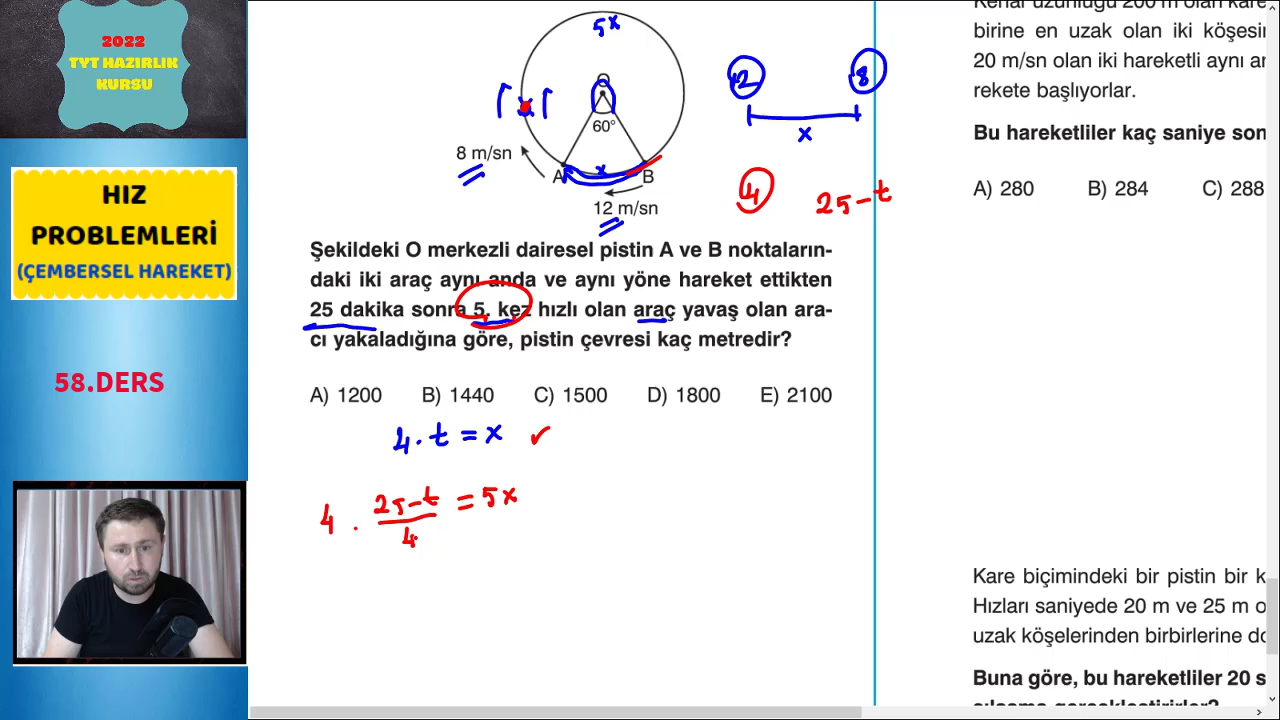 2022
TYT HAZIRLIK
KURSU
HIZ
PROBLEMLERİ
(ÇEMBERSEL HAREKET)
58.DERS
5x
O
60°
x
8 m/sn
A
B
12 m/sn
12
8
x
4
25-t
Şekildeki O merkezli dairesel pistin A ve B noktaların-
daki iki araç aynı anda ve aynı yöne hareket ettikten
25 dakika sonra 5. kez hızlı olan araç yavaş olan ara-
cı yakaladığına göre, pistin çevresi kaç metredir?
A) 1200 B) 1440 C) 1500 D) 1800 E) 2100
4.t=x
4. 25-t/4 =5x
Kenar uzunluğu 200 m olan kare
birine en uzak olan iki köşesin
20 m/sn olan iki hareketli aynı an
rekete başlıyorlar.
Bu hareketliler kaç saniye son
A) 280 B) 284 C) 288
Kare biçimindeki bir pistin bir k
Hızları saniyede 20 m ve 25 m o
uzak köşelerinden birbirlerine do
Buna göre, bu hareketliler 20 s